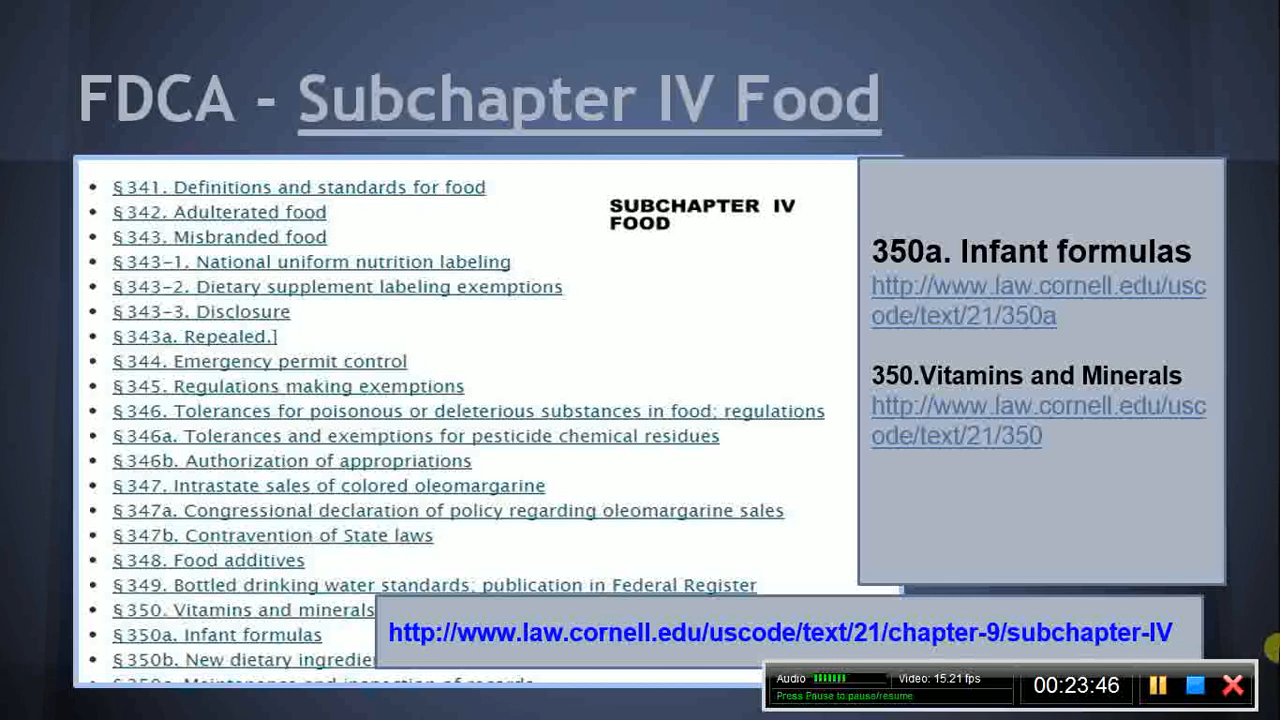 FDCA - Subchapter IV Food
• §341. Definitions and standards for food
• §342. Adulterated food
• §343. Misbranded food
• §343-1. National uniform nutrition labeling
• §343-2. Dietary supplement labeling exemptions
• §343-3. Disclosure
• §343a. Repealed.]
• §344. Emergency permit control
• §345. Regulations making exemptions
• §346. Tolerances for poisonous or deleterious substances in food; regulations
• §346a. Tolerances and exemptions for pesticide chemical residues
• §346b. Authorization of appropriations
• §347. Intrastate sales of colored oleomargarine
• §347a. Congressional declaration of policy regarding oleomargarine sales
• §347b. Contravention of State laws
• §348. Food additives
• §349. Bottled drinking water standards; publication in Federal Register
• §350. Vitamins and minerals
• §350a. Infant formulas
• §350b. New dietary
SUBCHAPTER IV
FOOD
350a. Infant formulas
http://www.law.cornell.edu/usc
ode/text/21/350a
350.Vitamins and Minerals
http://www.law.cornell.edu/usc
ode/text/21/350
http://www.law.cornell.edu/uscode/text/21/chapter-9/subchapter-IV
Audio
Video: 15.21 fps
Press Pause to pause/resume
00:23:46